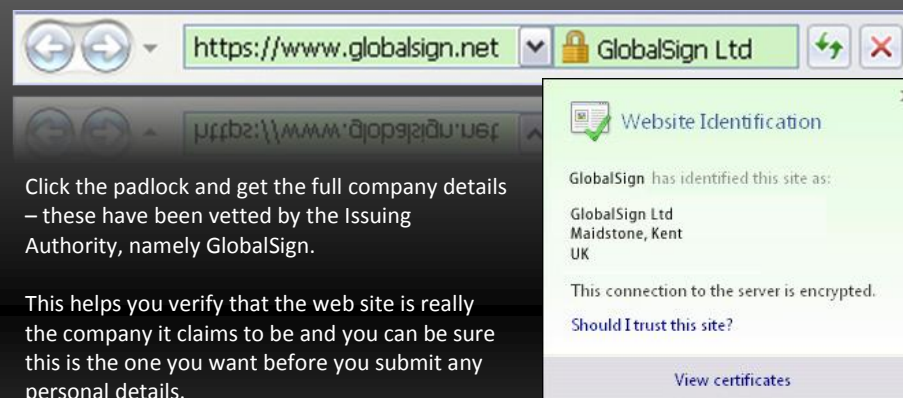 https://www.globalsign.net GlobalSign Ltd
Click the padlock and get the full company details
– these have been vetted by the Issuing
Authority, namely GlobalSign.
This helps you verify that the web site is really
the company it claims to be and you can be sure
this is the one you want before you submit any
personal details.
Website Identification
GlobalSign has identified this site as:
GlobalSign Ltd
Maidstone, Kent
UK
This connection to the server is encrypted.
Should I trust this site?
View certificates